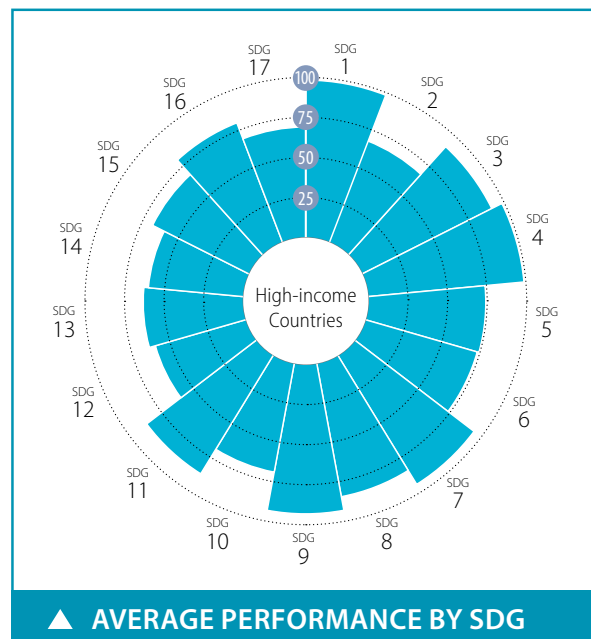 SDG
1
SDG
2
SDG
3
SDG
4
SDG
5
SDG
6
SDG
7
SDG
8
SDG
9
SDG
10
SDG
11
SDG
12
SDG
13
SDG
14
SDG
15
SDG
16
SDG
17
100
75
50
25
High-income
Countries
▲ AVERAGE PERFORMANCE BY SDG